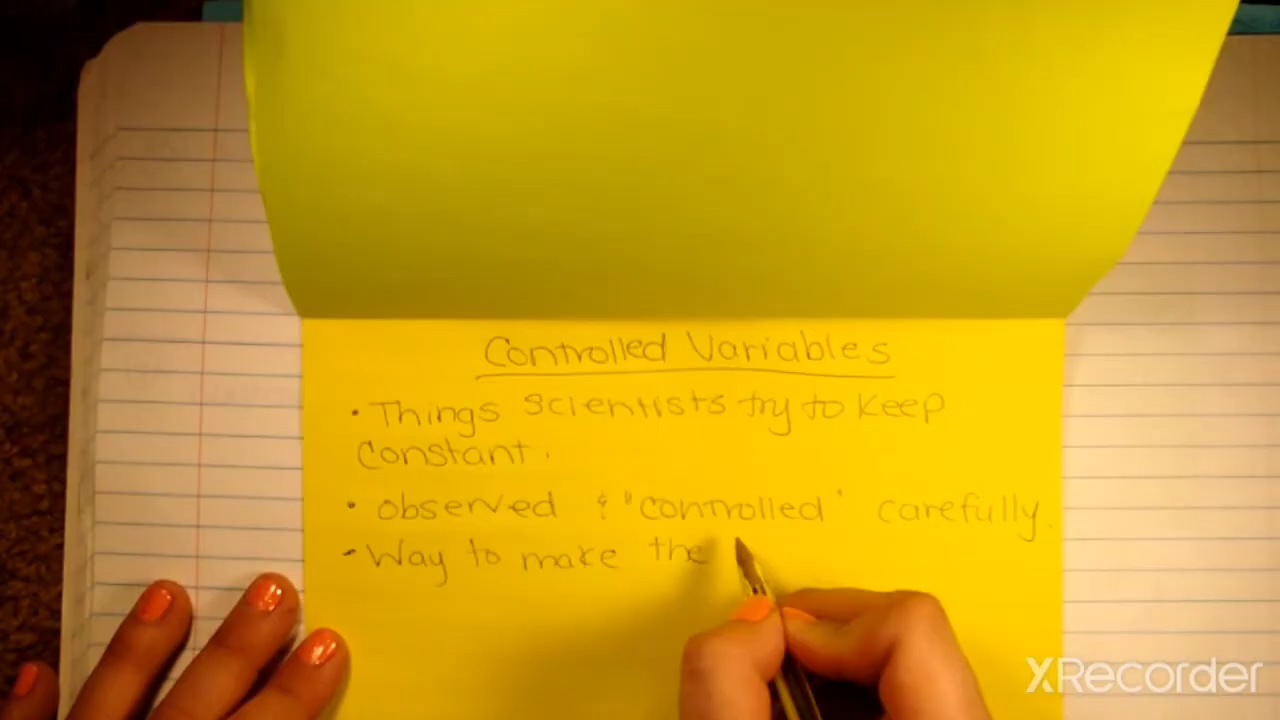 Controlled Variables
• Things scientists try to keep
constant.
• observed & "controlled" carefully.
• Way to make the
XRecorder